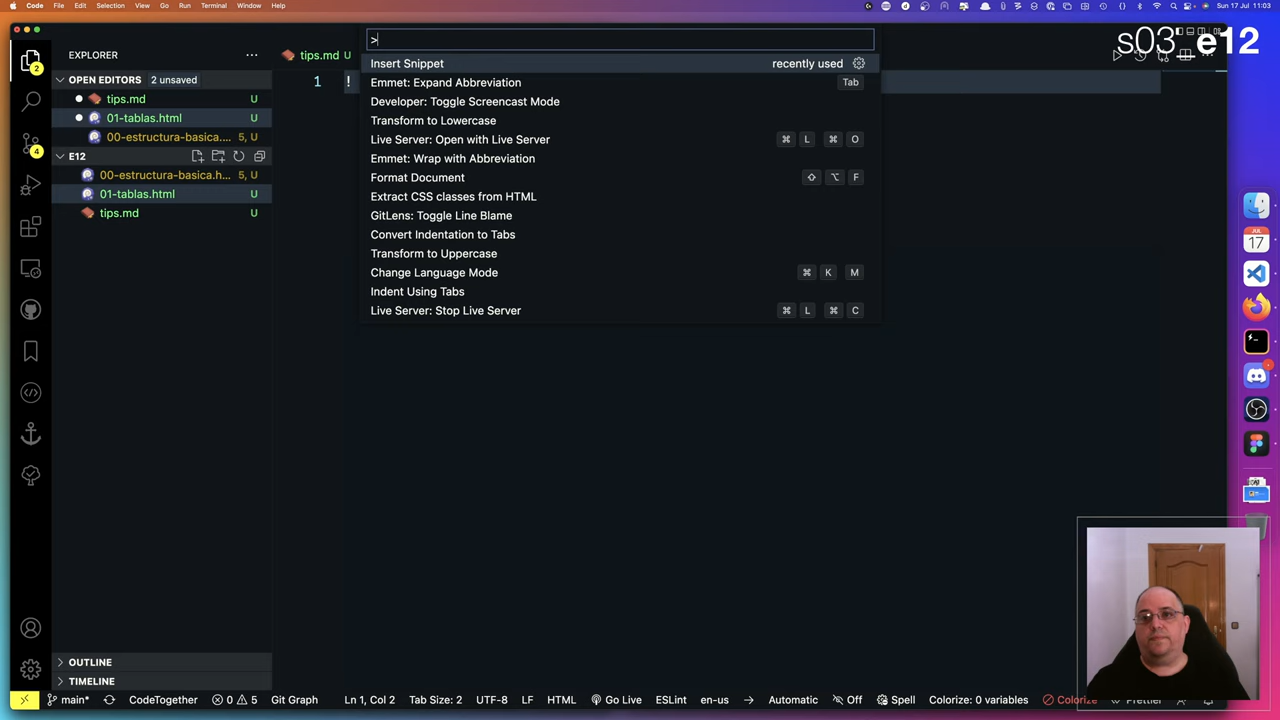 Code File Edit Selection View Go Run Terminal Window Help
Sun 17 Jul 11:03
s03_e12
EXPLORER
tips.md U
>
OPEN EDITORS 2 unsaved
tips.md U
01-tablas.html U
00-estructura-basica.... 5, U
E12
00-estructura-basica.h... 5, U
01-tablas.html U
tips.md U
2
4
1 !
Insert Snippet recently used
Emmet: Expand Abbreviation Tab
Developer: Toggle Screencast Mode
Transform to Lowercase
Live Server: Open with Live Server ⌘ L ⌘ O
Emmet: Wrap with Abbreviation
Format Document ⇧ ⌥ F
Extract CSS classes from HTML
GitLens: Toggle Line Blame
Convert Indentation to Tabs
Transform to Uppercase
Change Language Mode ⌘ K M
Indent Using Tabs
Live Server: Stop Live Server ⌘ L ⌘ C
JUL
17
OUTLINE
TIMELINE
main* CodeTogether 0 5 Git Graph Ln 1, Col 2 Tab Size: 2 UTF-8 LF HTML Go Live ESLint en-us Automatic Off Spell Colorize: 0 variables Colorize Prettier